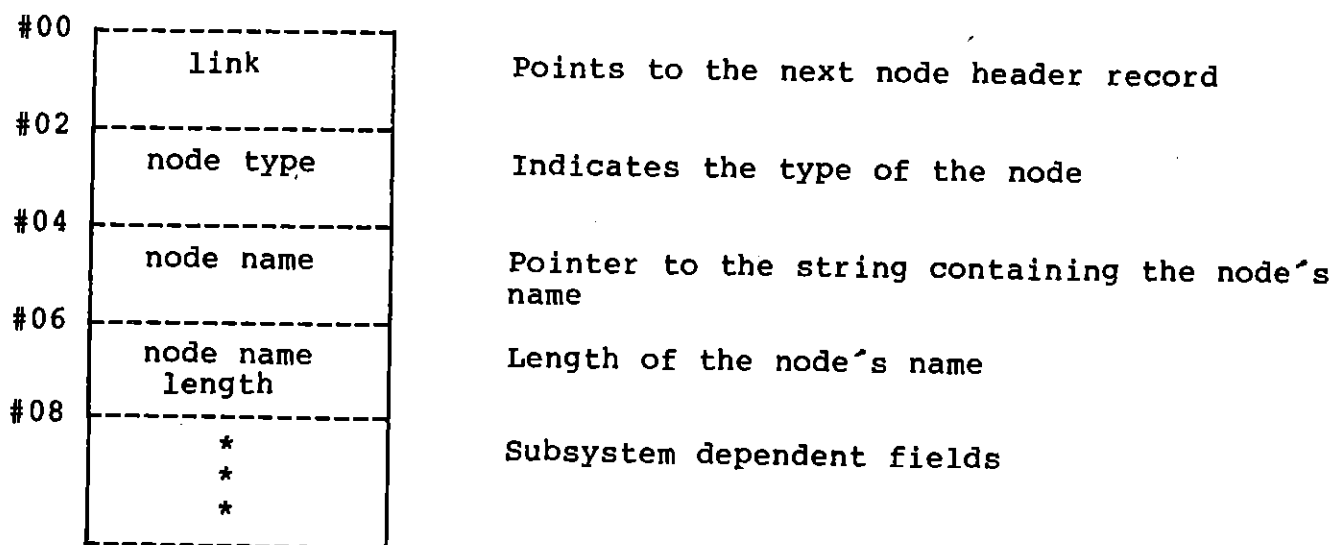 #00
link Points to the next node header record
#02
node type Indicates the type of the node
#04
node name Pointer to the string containing the node's
name
#06
node name Length of the node's name
length
#08
* Subsystem dependent fields
*
*